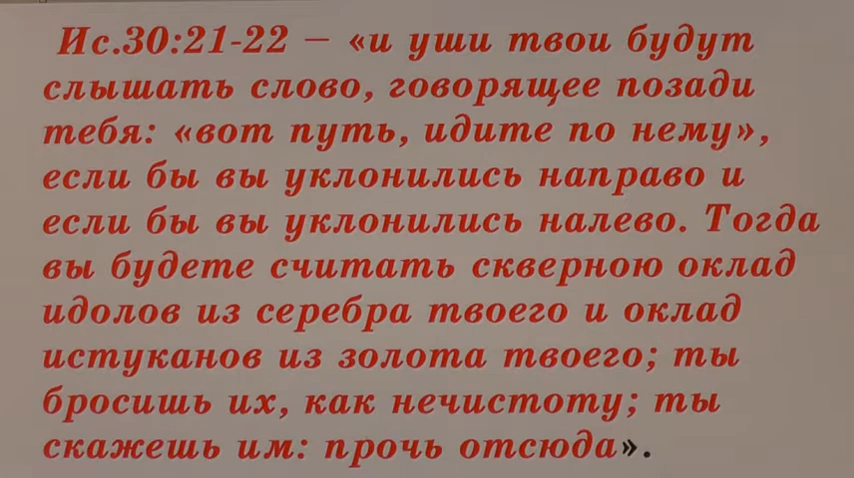 Ис.30:21-22 – «и уши твои будут
слышать слово, говорящее позади
тебя: «вот путь, идите по нему»,
если бы вы уклонились направо и
если бы вы уклонились налево. Тогда
вы будете считать скверною оклад
идолов из серебра твоего и оклад
истуканов из золота твоего; ты
бросишь их, как нечистоту; ты
скажешь им: прочь отсюда».